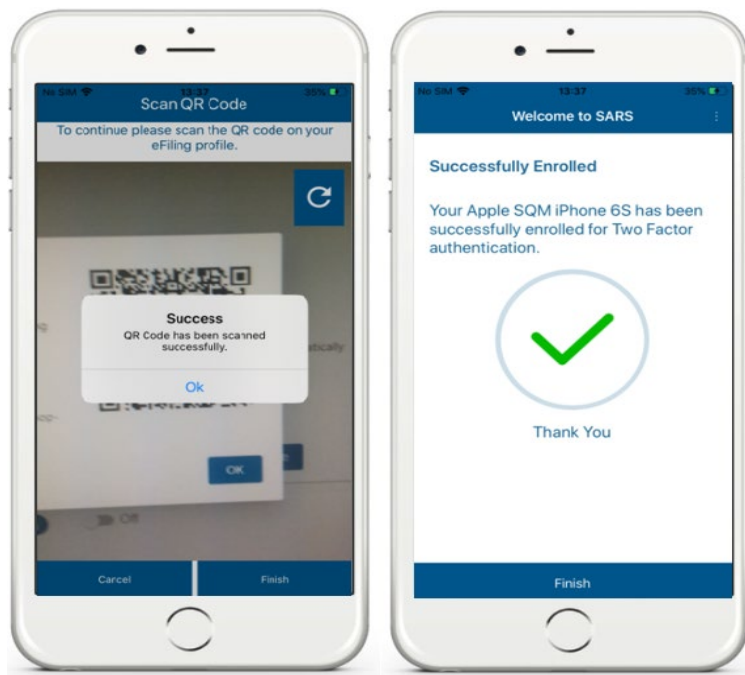 No SIM 13:37 35%
Scan QR Code
To continue please scan the QR code on your
eFiling profile.
Success
QR Code has been scanned
successfully.
Ok
OK
Off
Cancel Finish
No SIM 13:37 35%
Welcome to SARS
Successfully Enrolled
Your Apple SQM iPhone 6S has been
successfully enrolled for Two Factor
authentication.
Thank You
Finish